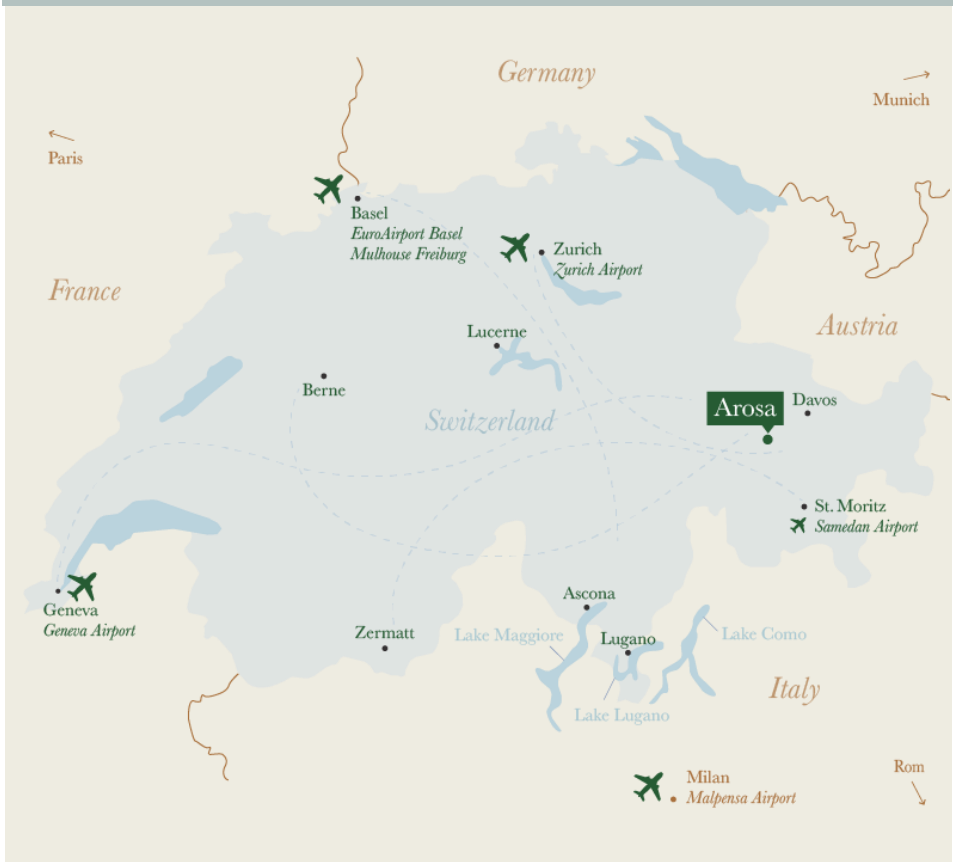 Germany
Munich
Paris
Basel
EuroAirport Basel
Mulhouse Freiburg
Zurich
Zurich Airport
France
Austria
Lucerne
Berne
Switzerland
Arosa
Davos
St. Moritz
Samedan Airport
Geneva
Geneva Airport
Ascona
Zermatt
Lake Maggiore
Lugano
Lake Como
Italy
Lake Lugano
Rom
Milan
Malpensa Airport